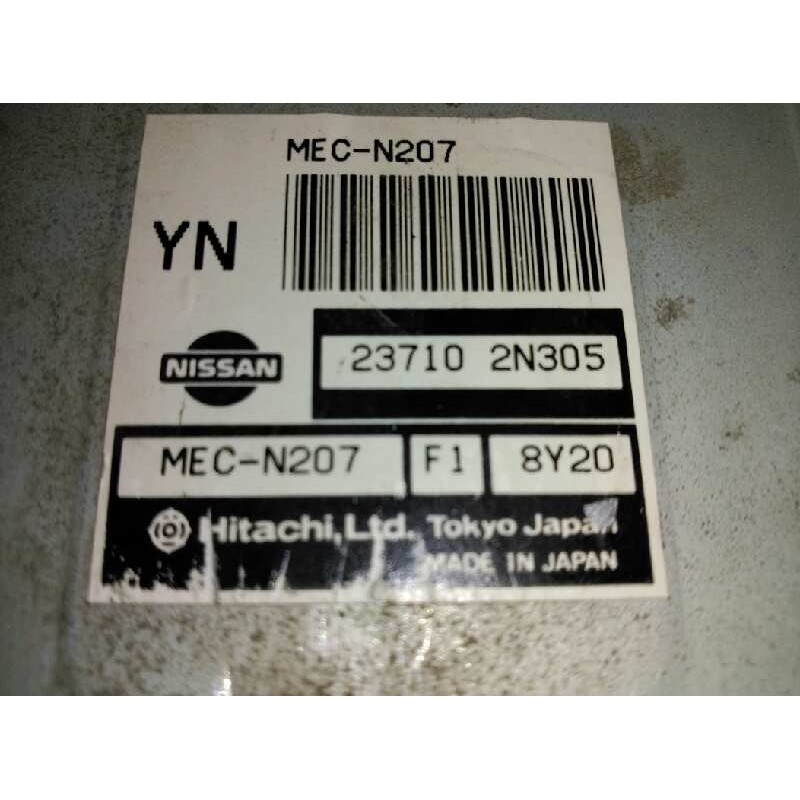 MEC-N207
YN
NISSAN
23710 2N305
MEC-N207 F1 8Y20
Hitachi, Ltd. Tokyo Japan
MADE IN JAPAN